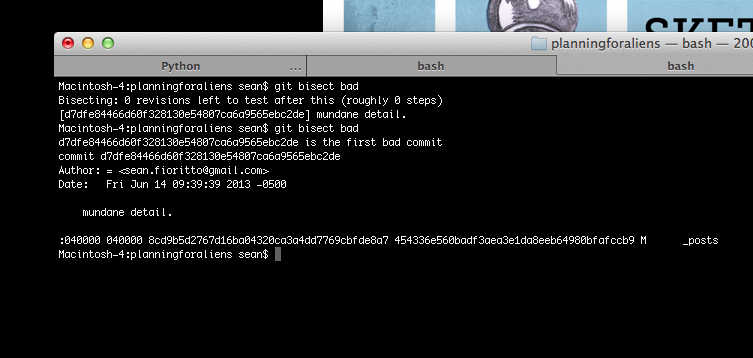 SKET
planningforaliens — bash — 200
Python ... bash bash
Macintosh-4:planningforaliens sean$ git bisect bad
Bisecting: 0 revisions left to test after this (roughly 0 steps)
[d7dfe84466d60f328130e54807ca6a9565ebc2de] mundane detail.
Macintosh-4:planningforaliens sean$ git bisect bad
d7dfe84466d60f328130e54807ca6a9565ebc2de is the first bad commit
commit d7dfe84466d60f328130e54807ca6a9565ebc2de
Author: = <sean.fioritto@gmail.com>
Date:   Fri Jun 14 09:39:39 2013 -0500
mundane detail.
:040000 040000 8cd9b5d2767d16ba04320ca3a4dd7769cbfde8a7 454336e560badf3aea3e1da8eeb64980bfafccb9 M      _posts
Macintosh-4:planningforaliens sean$